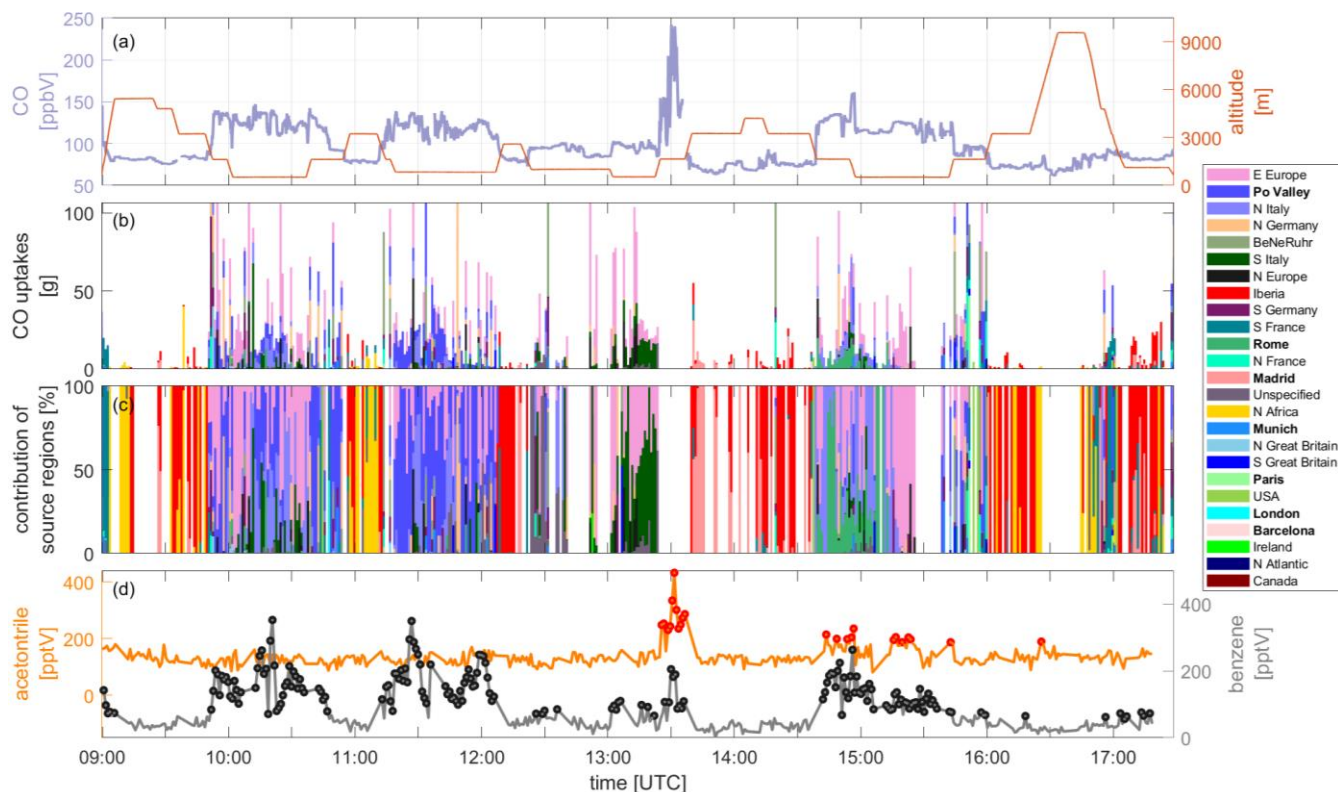 (a)
250
200
150
100
50
CO
[ppbV]
9000
6000
3000
0
altitude
[m]
(b)
100
50
0
CO uptakes
[g]
(c)
100
50
0
contribution of
source regions [%]
(d)
400
200
0
acetontrile
[pptV]
400
200
0
benzene
[pptV]
09:00 10:00 11:00 12:00 13:00 14:00 15:00 16:00 17:00
time [UTC]
E Europe
Po Valley
N Italy
N Germany
BeNeRuhr
S Italy
N Europe
Iberia
S Germany
S France
Rome
N France
Madrid
Unspecified
N Africa
Munich
N Great Britain
S Great Britain
Paris
USA
London
Barcelona
Ireland
N Atlantic
Canada